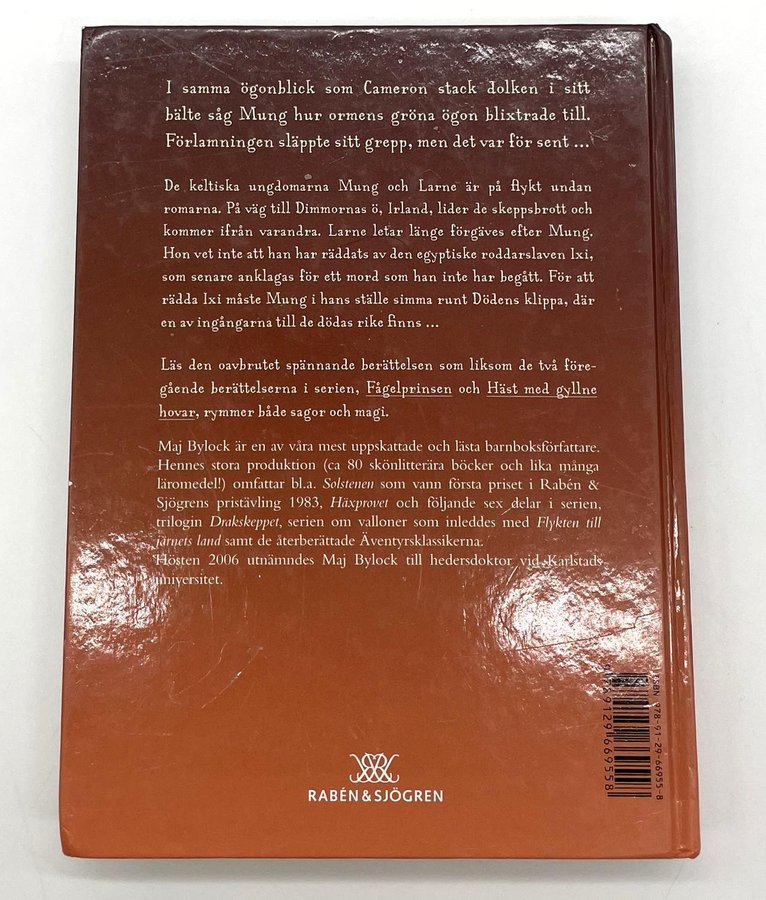 I samma ögonblick som Cameron stack dolken i sitt
bälte såg Mung hur ormens gröna ögon blixtrade till.
Förlamningen släppte sitt grepp, men det var för sent ...
De keltiska ungdomarna Mung och Larne är på flykt undan
romarna. På väg till Dimmornas ö, Irland, lider de skeppsbrott och
kommer ifrån varandra. Larne letar länge förgäves efter Mung.
Hon vet inte att han har räddats av den egyptiske roddarslaven Ixi,
som senare anklagas för ett mord som han inte har begått. För att
rädda Ixi måste Mung i hans ställe simma runt Dödens klippa, där
en av ingångarna till de dödas rike finns ...
Läs den oavbrutet spännande berättelsen som liksom de två före-
gående berättelserna i serien, Fågelprinsen och Häst med gyllne
hovar, rymmer både sagor och magi.
Maj Bylock är en av våra mest uppskattade och lästa barnboksförfattare.
Hennes stora produktion (ca 80 skönlitterära böcker och lika många
läromedel!) omfattar bl.a. Solstenen som vann första priset i Rabén &
Sjögrens pristävling 1983, Häxprovet och följande sex delar i serien,
trilogin Drakskeppet, serien om valloner som inleddes med Flykten till
järnets land samt de återberättade Äventyrsklassikerna.
Hösten 2006 utnämndes Maj Bylock till hedersdoktor vid Karlstads
universitet.
ISBN 978-91-29-66955-8
9789129669558
RABÉN & SJÖGREN